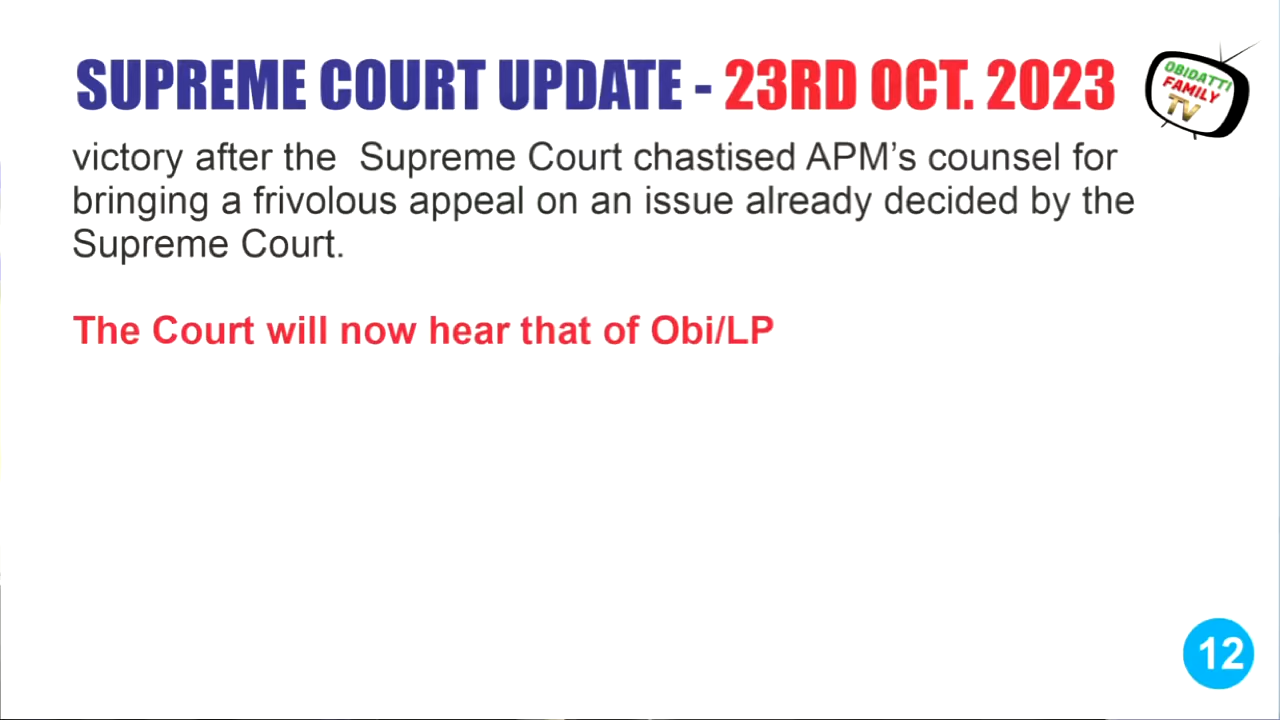 SUPREME COURT UPDATE - 23RD OCT. 2023
OBIDATTI
FAMILY
TV
victory after the  Supreme Court chastised APM’s counsel for
bringing a frivolous appeal on an issue already decided by the
Supreme Court.
The Court will now hear that of Obi/LP
12